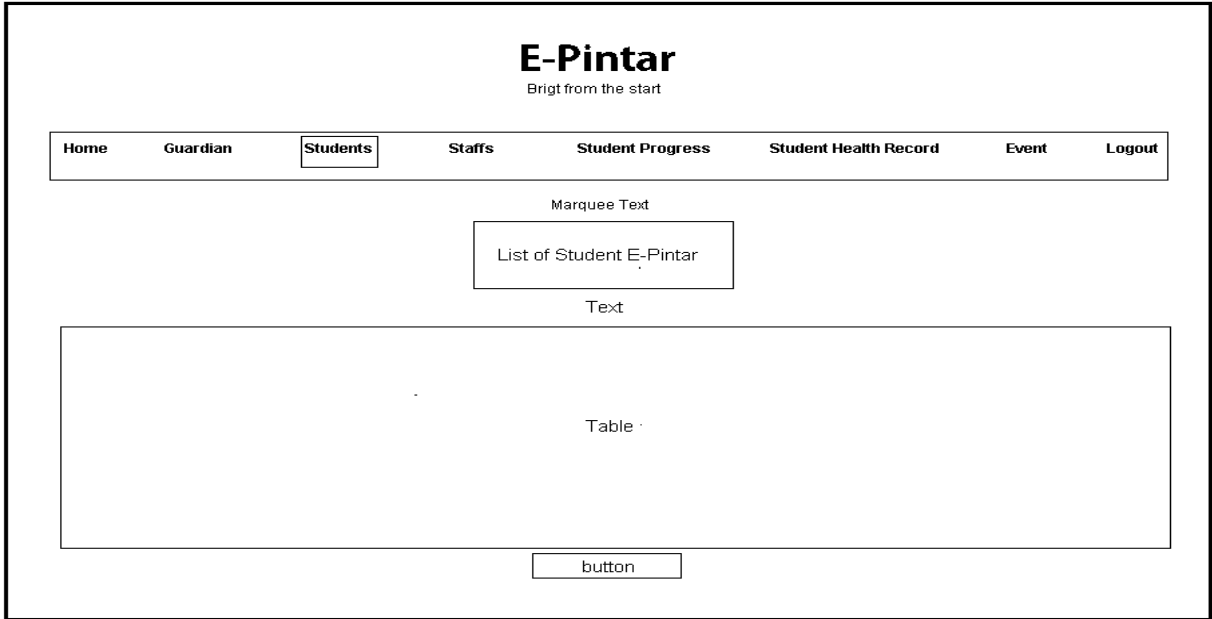 E-Pintar
Brigt from the start
Home Guardian Students Staffs Student Progress Student Health Record Event Logout
Marquee Text
List of Student E-Pintar
Text
Table
button